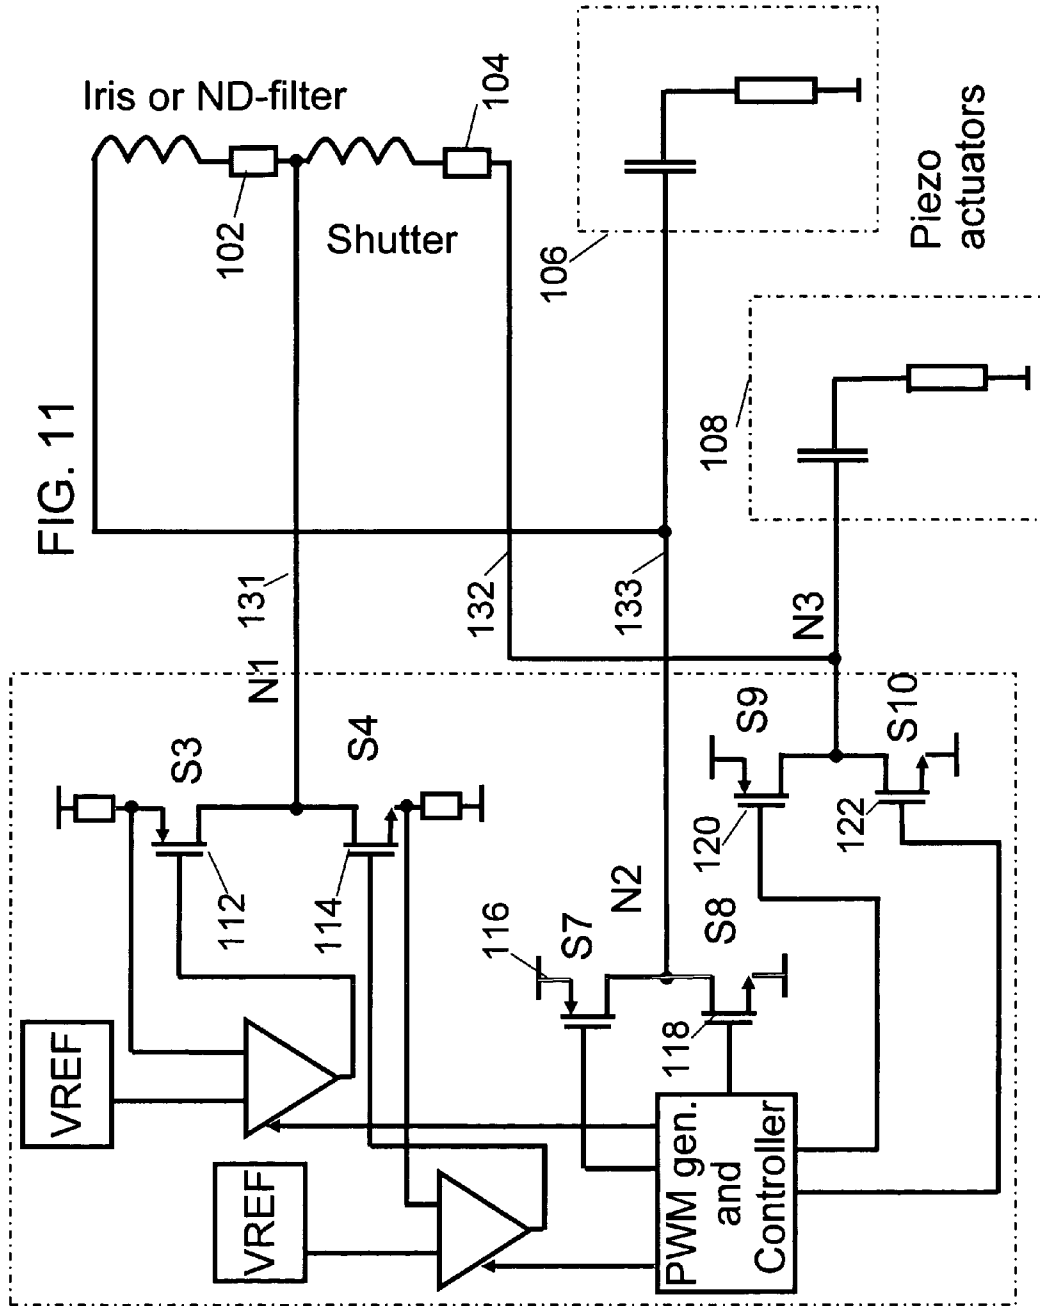 FIG. 11
Iris or ND-filter
102
104
Shutter
106
108
Piezo
actuators
131
132
133
N1
N2
N3
S3
S4
112
114
VREF
VREF
116
S7
118
S8
120
S9
122
S10
PWM gen.
and
Controller